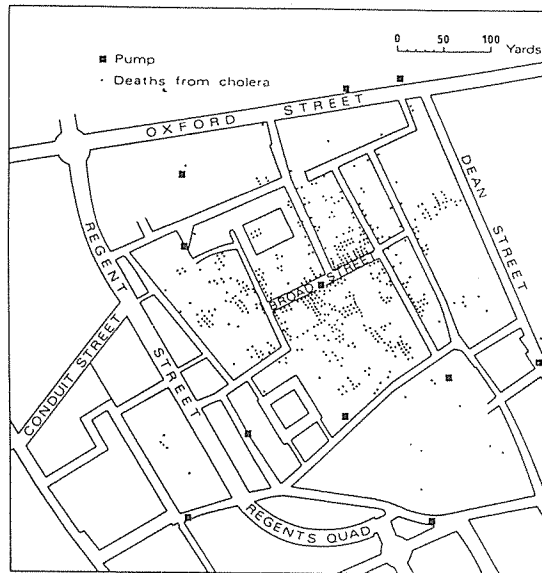 0 50 100
Yards
Pump
Deaths from cholera
OXFORD STREET
REGENT STREET
DEAN STREET
BROAD STREET
CONDUIT STREET
REGENTS QUAD